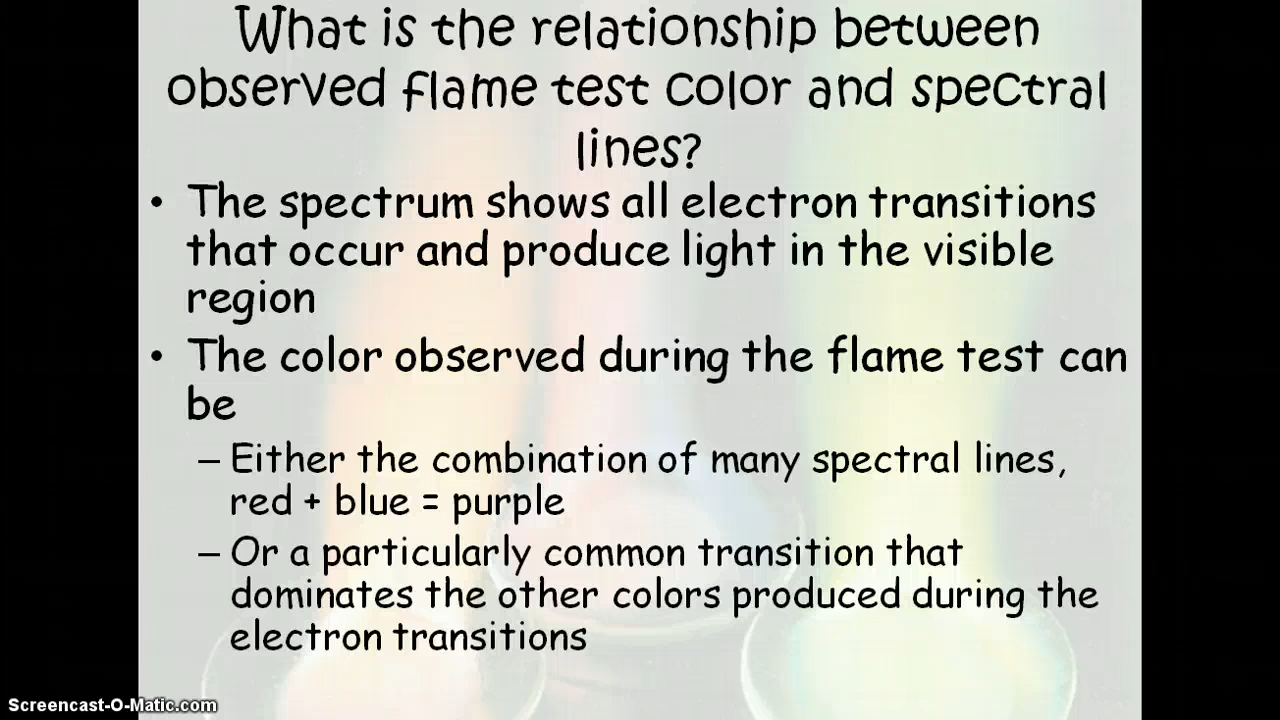 What is the relationship between
observed flame test color and spectral
lines?
• The spectrum shows all electron transitions
that occur and produce light in the visible
region
• The color observed during the flame test can
be
– Either the combination of many spectral lines,
red + blue = purple
– Or a particularly common transition that
dominates the other colors produced during the
electron transitions
Screencast-O-Matic.com